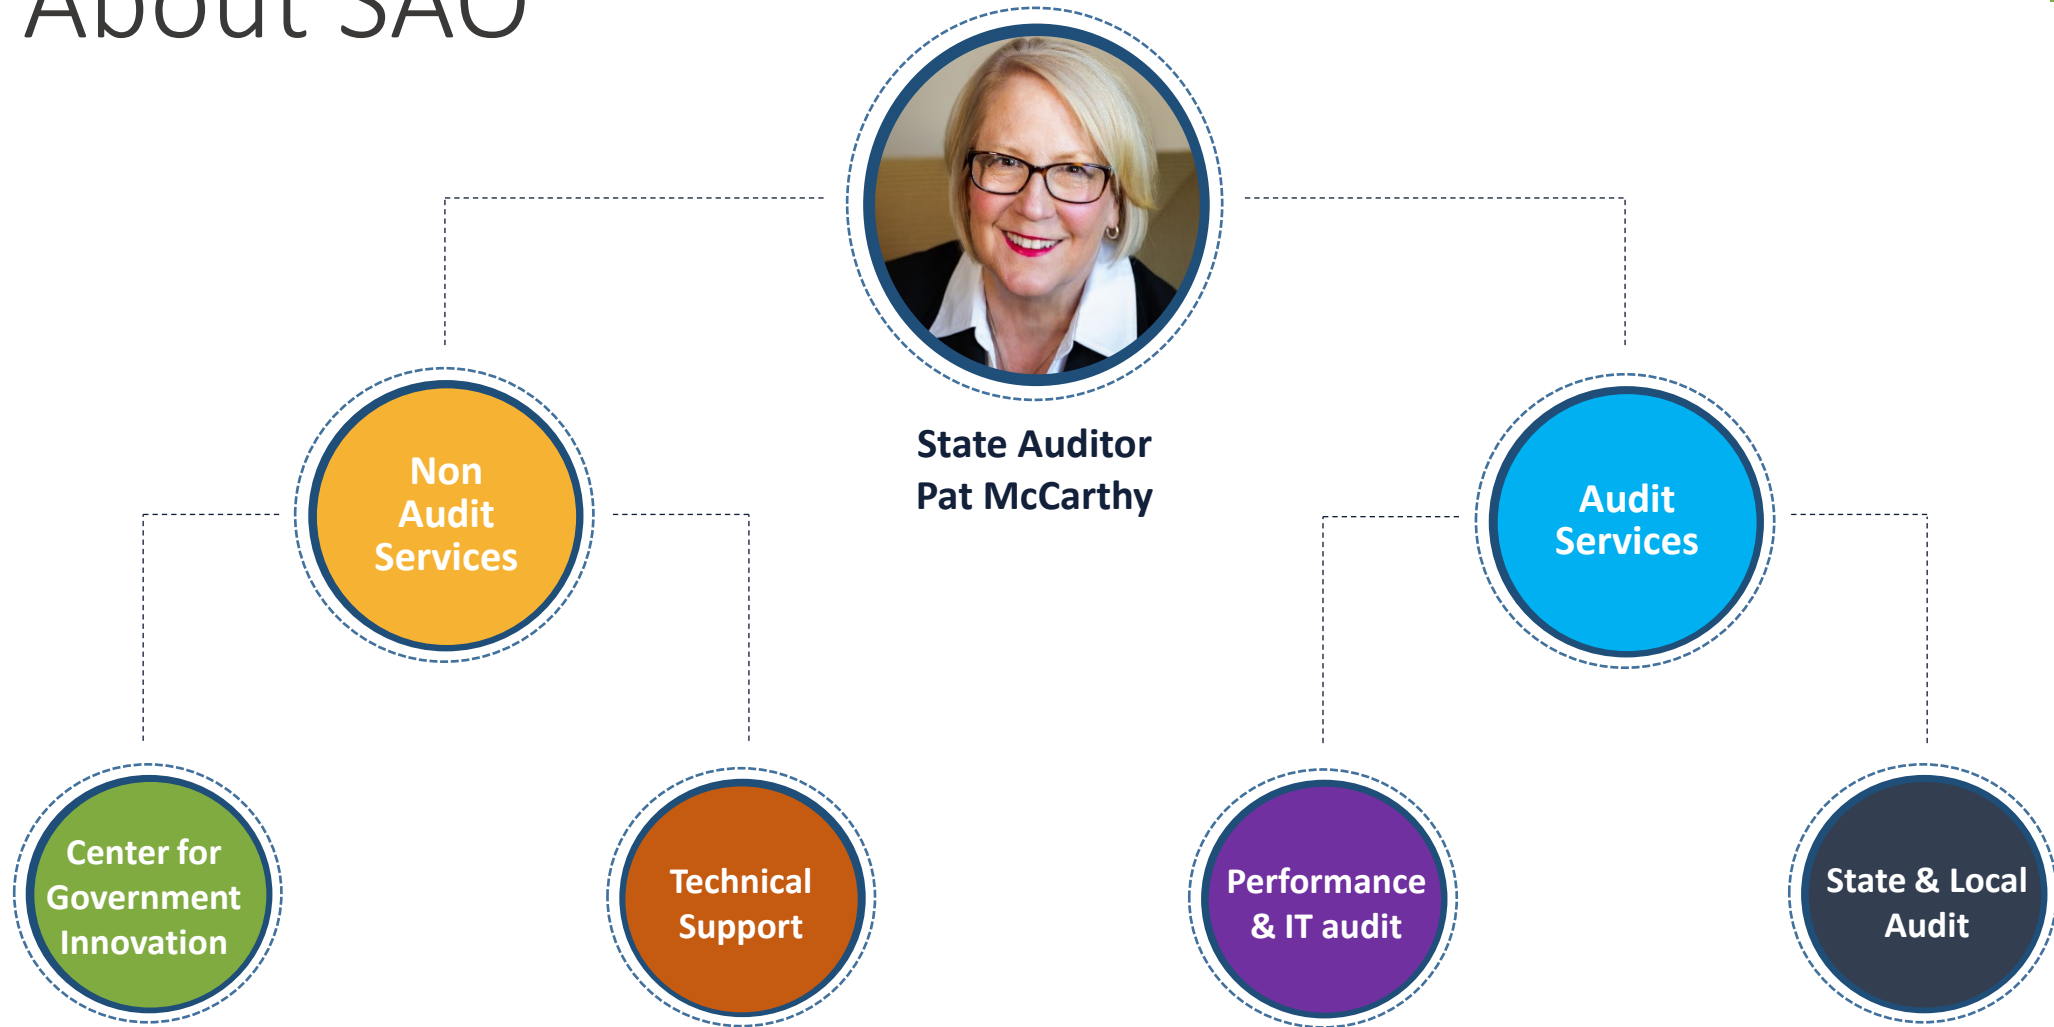 About SAO
State Auditor
Pat McCarthy
Non
Audit
Services
Audit
Services
Center for
Government
Innovation
Technical
Support
Performance
& IT audit
State & Local
Audit